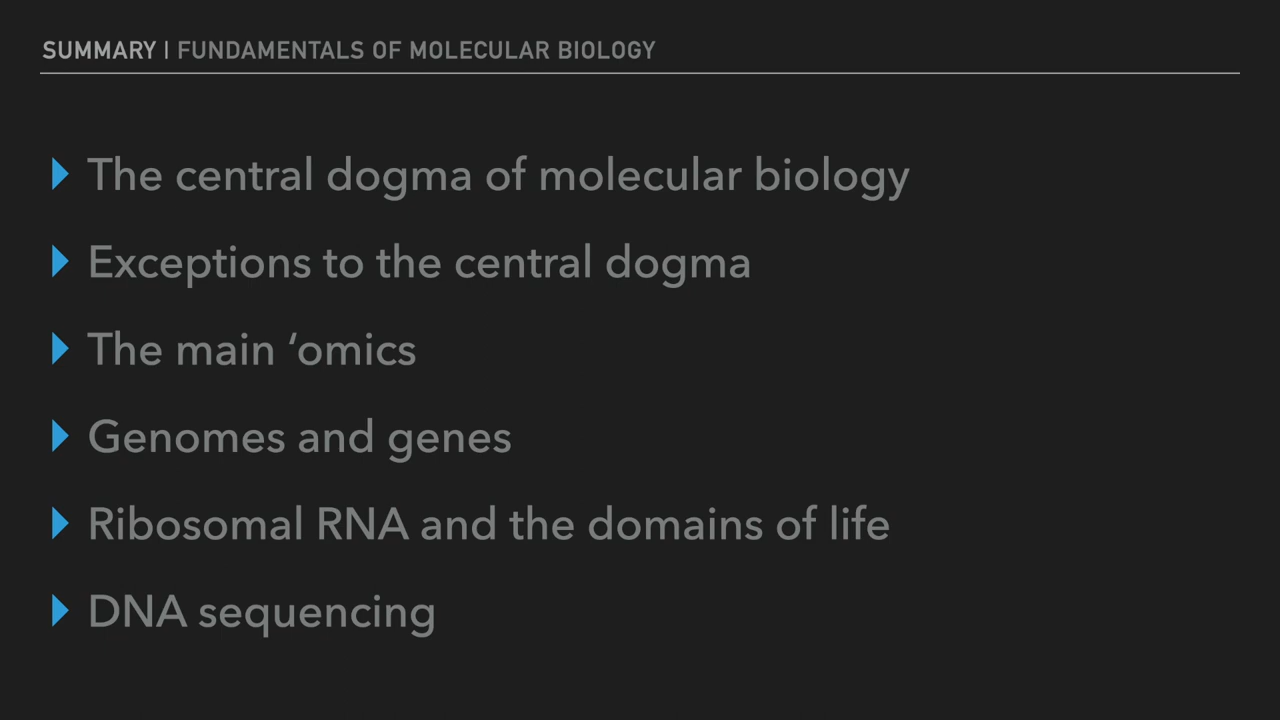 SUMMARY | FUNDAMENTALS OF MOLECULAR BIOLOGY
The central dogma of molecular biology
Exceptions to the central dogma
The main ‘omics
Genomes and genes
Ribosomal RNA and the domains of life
DNA sequencing